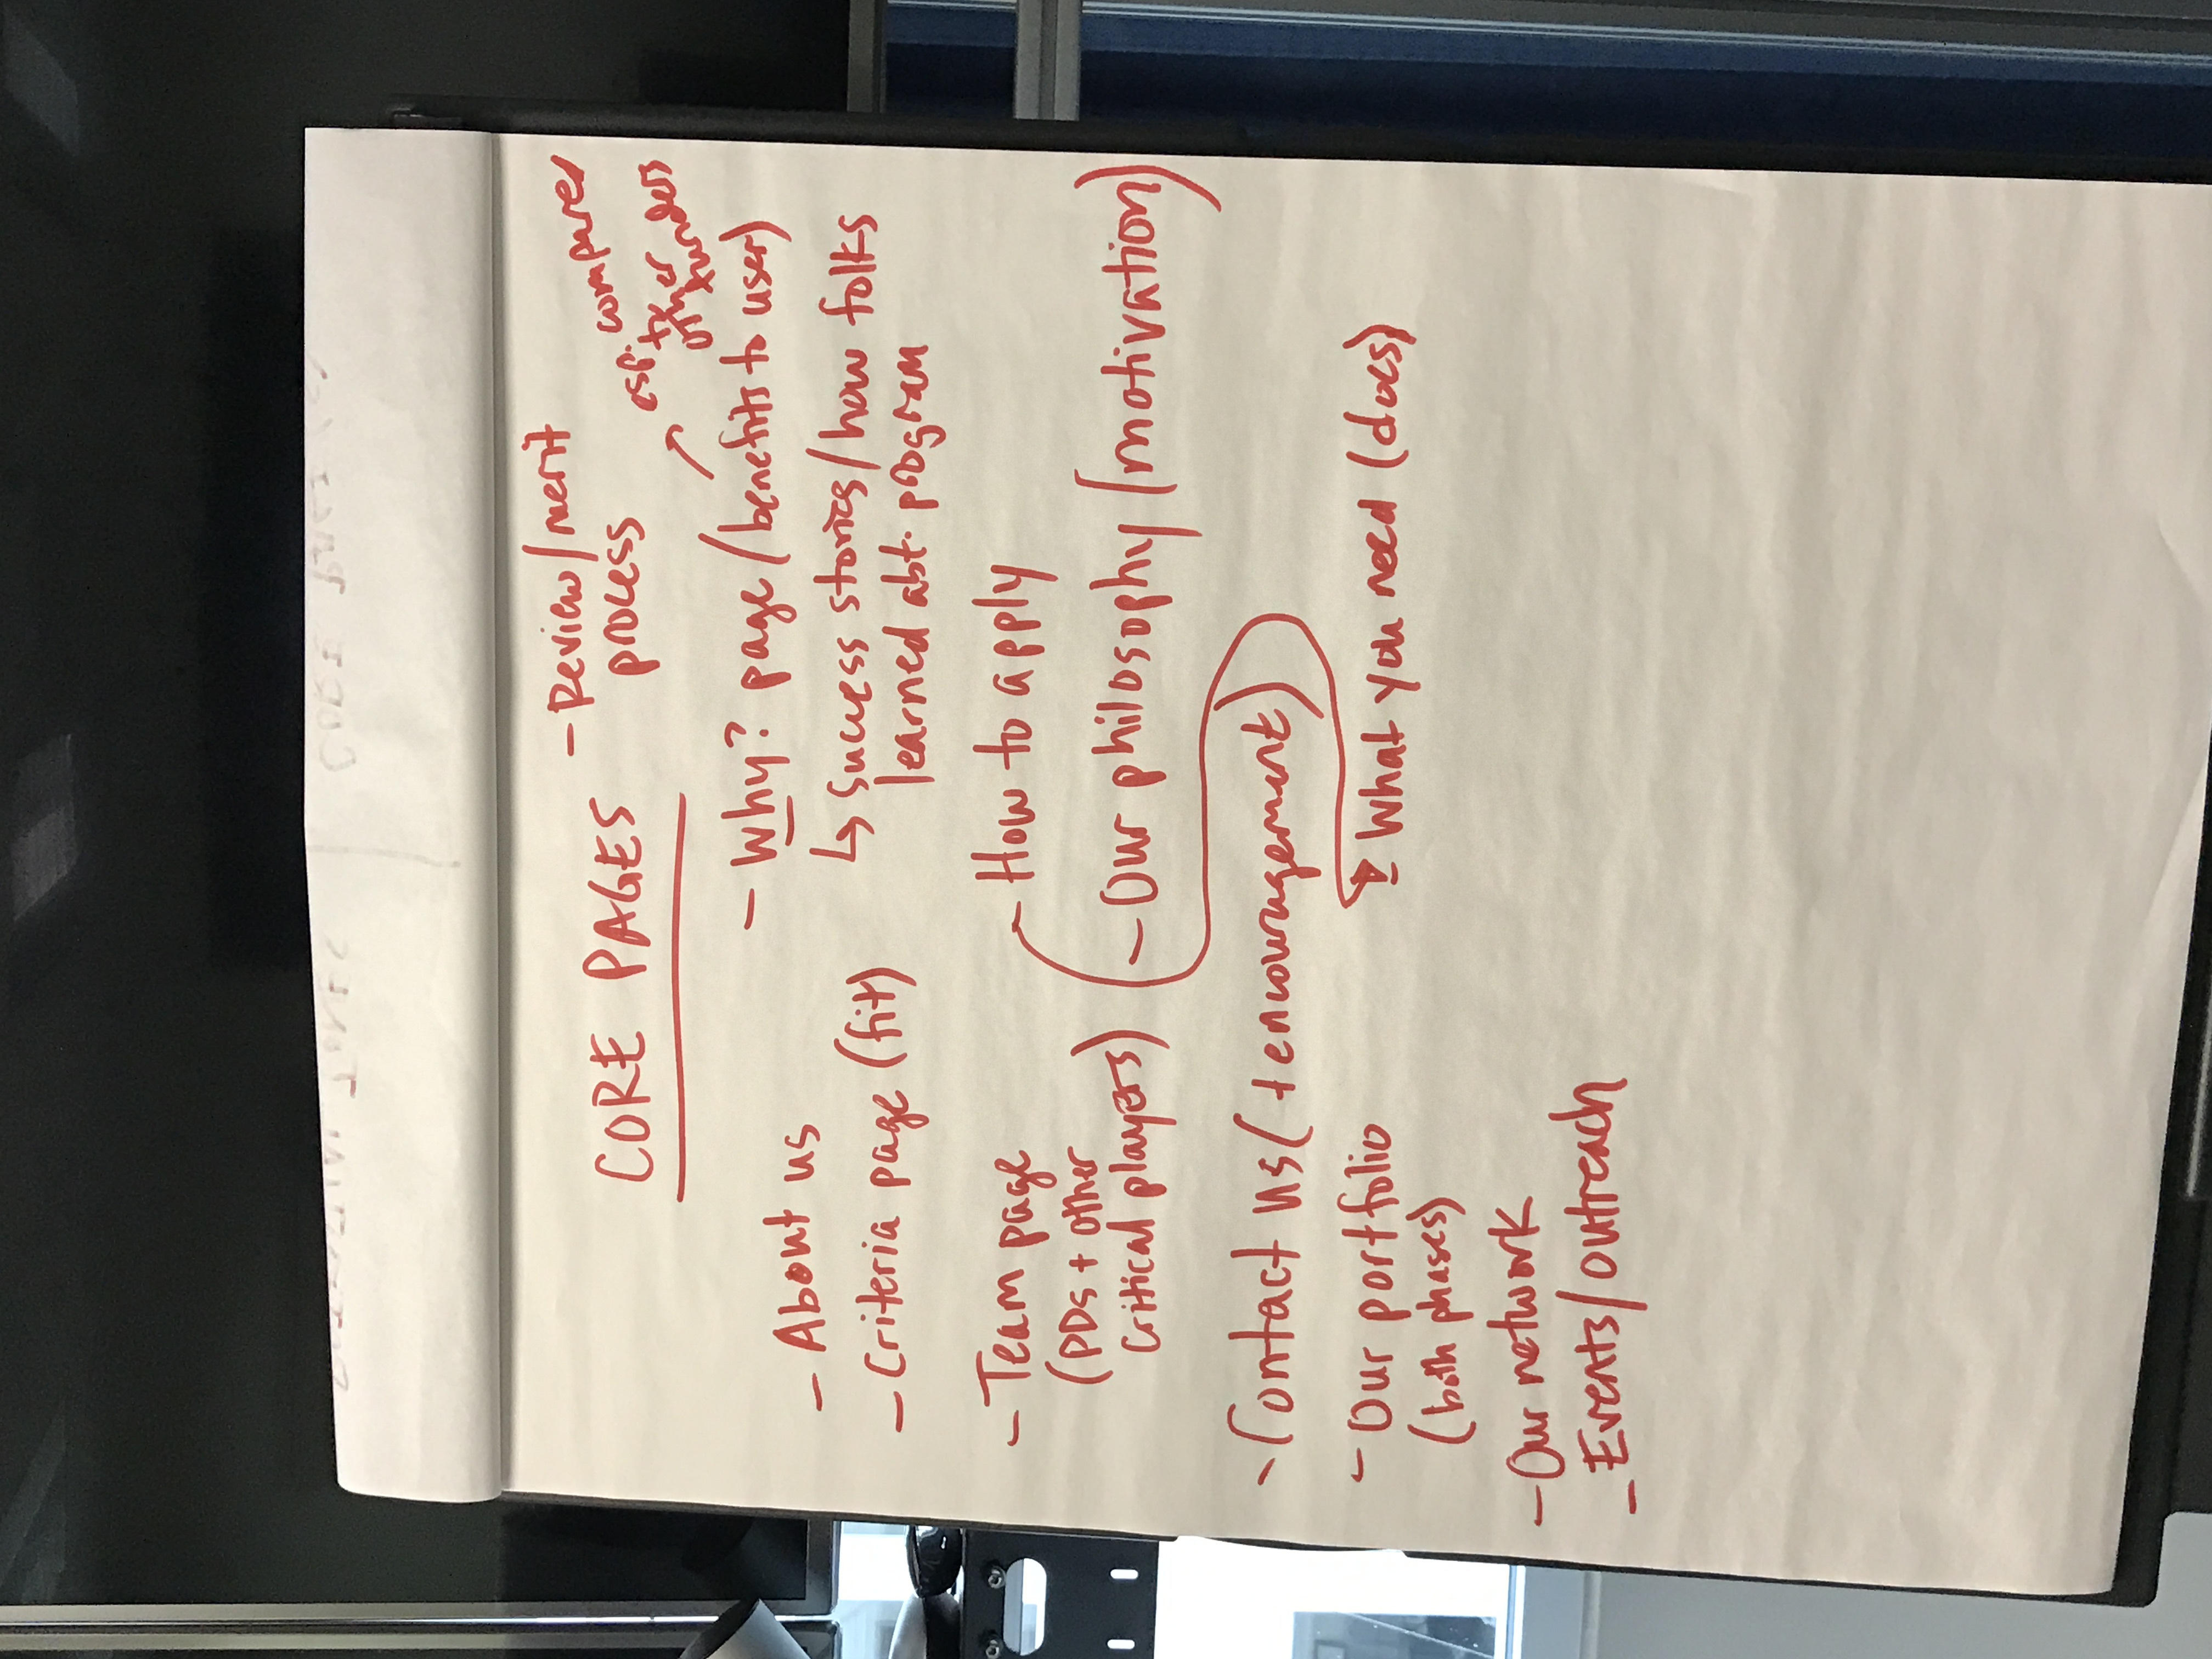 CORE PAGES
- About us
- Criteria page (fit)
- Team page
(PDs + other
critical players)
- Contact us (+ encouragement)
- Our portfolio
(both phases)
- Our network
- Events/outreach
- Review/merit
process
- Why? page (benefits to user)
esp. compared
to
other
funders
↳ success stories/how folks
learned abt. program
- How to apply
- Our philosophy (motivation)
- What you need (docs)
CORE PAGE(S)